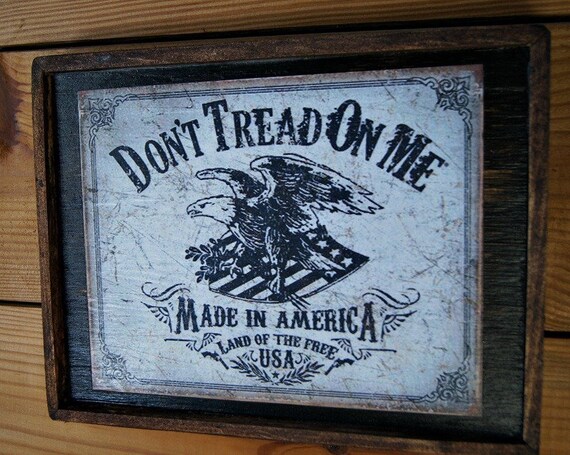 DON'T TREAD ON ME
MADE IN AMERICA
LAND OF THE FREE
USA